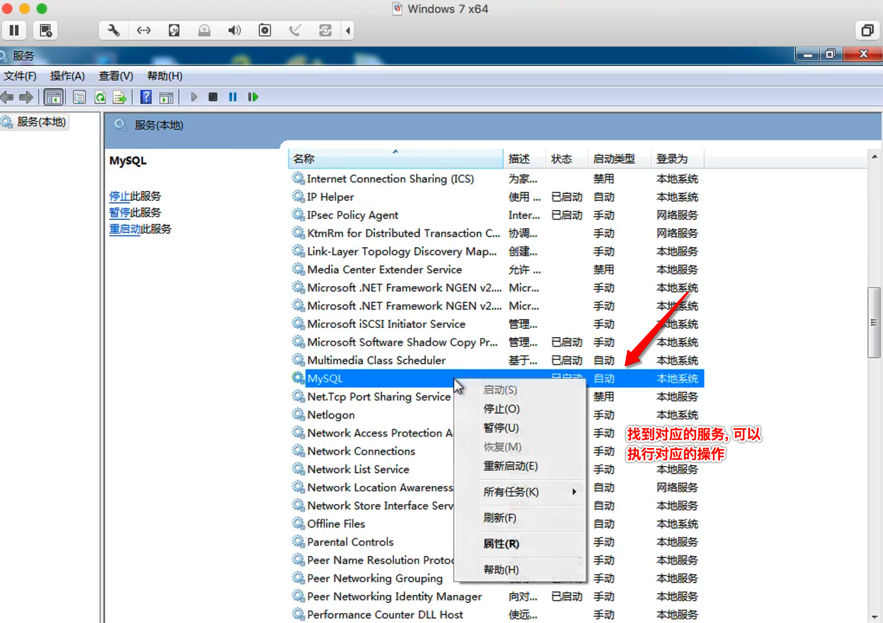 Windows 7 x64
服务
文件(F) 操作(A) 查看(V) 帮助(H)
服务(本地)
服务(本地)
MySQL
停止此服务
暂停此服务
重启动此服务
名称 描述 状态 启动类型 登录为
Internet Connection Sharing (ICS) 为家... 禁用 本地系统
IP Helper 使用 ... 已启动 自动 本地系统
IPsec Policy Agent Inter... 已启动 手动 网络服务
KtmRm for Distributed Transaction C... 协调... 手动 网络服务
Link-Layer Topology Discovery Map... 创建... 手动 本地服务
Media Center Extender Service 允许 ... 禁用 本地服务
Microsoft .NET Framework NGEN v2.... Micr... 手动 本地系统
Microsoft .NET Framework NGEN v2.... Micr... 手动 本地系统
Microsoft iSCSI Initiator Service 管理... 手动 本地系统
Microsoft Software Shadow Copy Pr... 管理... 已启动 手动 本地系统
Multimedia Class Scheduler 基于... 已启动 自动 本地系统
MySQL 已启动 自动 本地系统
Net.Tcp Port Sharing Service 禁用 本地服务
Netlogon 手动 本地系统
Network Access Protection A 手动
Network Connections 手动
Network List Service 手动 本地服务
Network Location Awareness 自动 网络服务
Network Store Interface Serv 自动 本地服务
Offline Files 自动 本地系统
Parental Controls 手动 本地服务
Peer Name Resolution Protoc 手动 本地服务
Peer Networking Grouping 手动 本地服务
Peer Networking Identity Manager 向对... 已启动 手动 本地服务
Performance Counter DLL Host 使远... 手动 本地服务
启动(S)
停止(O)
暂停(U)
恢复(M)
重新启动(E)
所有任务(K)
刷新(F)
属性(R)
帮助(H)
找到对应的服务, 可以
执行对应的操作